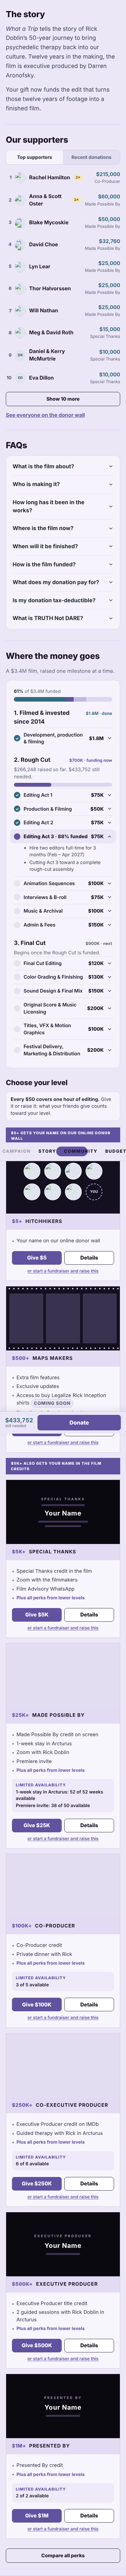 The story
What a Trip tells the story of Rick
Doblin's 50-year journey to bring
psychedelic therapy back into our
culture. Twelve years in the making, the
film is executive produced by Darren
Aronofsky.
Your gift now funds the edit that turns
twelve years of footage into a finished
film.
Our supporters
Top supporters
Recent donations
1 Rachel Hamilton 2× $215,000
Co-Producer
2 Anna & Scott Oster 2× $60,000
Made Possible By
3 Blake Mycoskie $50,000
Made Possible By
4 David Choe $32,760
Made Possible By
5 Lyn Lear $25,000
Made Possible By
6 Thor Halvorssen $25,000
Made Possible By
7 Will Nathan $25,000
Made Possible By
8 Meg & David Roth $15,000
Special Thanks
9 DK Daniel & Kerry McMurtrie $10,000
Special Thanks
10 ED Eva Dillon $10,000
Special Thanks
Show 10 more
See everyone on the donor wall
FAQs
What is the film about?
Who is making it?
How long has it been in the
works?
Where is the film now?
When will it be finished?
How is the film funded?
What does my donation pay for?
Is my donation tax-deductible?
What is TRUTH Not DARE?
Where the money goes
A $3.4M film, raised one milestone at a time.
61% of $3.4M funded
1. Filmed & invested since 2014 $1.8M · done
Development, production & filming $1.8M
2. Rough Cut $700K · funding now
$266,248 raised so far. $433,752 still
needed.
Editing Act 1 $75K
Production & Filming $50K
Editing Act 2 $75K
Editing Act 3 · 88% funded $75K
Hire two editors full-time for 3
months (Feb – Apr 2027)
Cutting Act 3 toward a complete
rough-cut assembly
Animation Sequences $100K
Interviews & B-roll $75K
Music & Archival $100K
Admin & Fees $150K
3. Final Cut $900K · next
Begins once the Rough Cut is funded.
Final Cut Editing $120K
Color Grading & Finishing $130K
Sound Design & Final Mix $150K
Original Score & Music Licensing $200K
Titles, VFX & Motion Graphics $100K
Festival Delivery, Marketing & Distribution $200K
Choose your level
Every $50 covers one hour of editing. Give
or raise it: what your friends give counts
toward your level.
$5+ GETS YOUR NAME ON OUR ONLINE DONOR
WALL
CAMPAIGN STORY COMMUNITY BUDGET
YOU
$5+ HITCHHIKERS
Your name on our online donor wall
Give $5
Details
or start a fundraiser and raise this
$500+ MAPS MAKERS
Extra film features
Exclusive updates
Access to buy Legalize Rick Inception
shirts COMING SOON
$433,752
still needed
Donate
or start a fundraiser and raise this
$5K+ ALSO GETS YOUR NAME IN THE FILM
CREDITS
SPECIAL THANKS
Your Name
$5K+ SPECIAL THANKS
Special Thanks credit in the film
Zoom with the filmmakers
Film Advisory WhatsApp
Plus all perks from lower levels
Give $5K
Details
or start a fundraiser and raise this
$25K+ MADE POSSIBLE BY
Made Possible By credit on screen
1-week stay in Arcturus
Zoom with Rick Doblin
Premiere invite
Plus all perks from lower levels
LIMITED AVAILABILITY
1-week stay in Arcturus: 52 of 52 weeks
available
Premiere invite: 38 of 50 available
Give $25K
Details
or start a fundraiser and raise this
$100K+ CO-PRODUCER
Co-Producer credit
Private dinner with Rick
Plus all perks from lower levels
LIMITED AVAILABILITY
3 of 5 available
Give $100K
Details
or start a fundraiser and raise this
$250K+ CO-EXECUTIVE PRODUCER
Executive Producer credit on IMDb
Guided therapy with Rick in Arcturus
Plus all perks from lower levels
LIMITED AVAILABILITY
6 of 6 available
Give $250K
Details
or start a fundraiser and raise this
EXECUTIVE PRODUCER
Your Name
$500K+ EXECUTIVE PRODUCER
Executive Producer title credit
2 guided sessions with Rick Doblin in
Arcturus
Plus all perks from lower levels
Give $500K
Details
or start a fundraiser and raise this
PRESENTED BY
Your Name
$1M+ PRESENTED BY
Presented By credit
Plus all perks from lower levels
LIMITED AVAILABILITY
2 of 2 available
Give $1M
Details
or start a fundraiser and raise this
Compare all perks